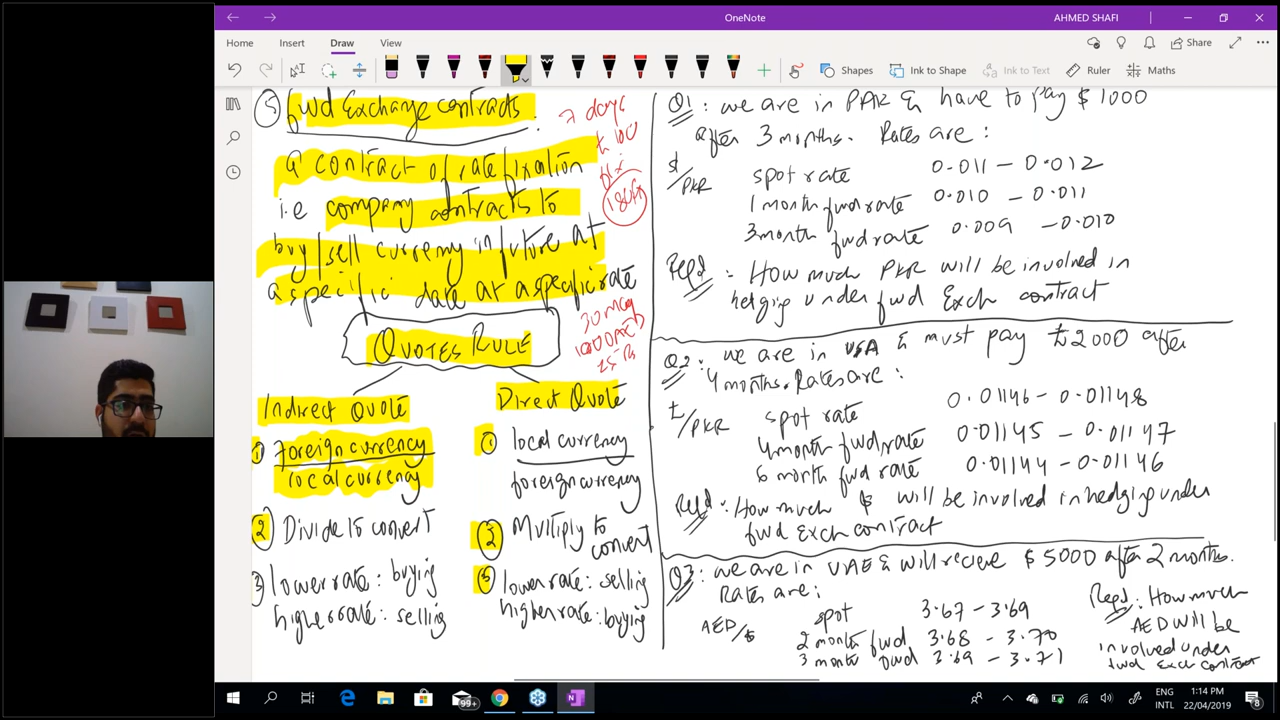 OneNote
AHMED SHAFI
Home
Insert
Draw
View
Share
Shapes
Ink to Shape
Ink to Text
Ruler
Maths
⑤ fwd Exchange contracts
a contract of rate fixation
i.e company contracts to
buy/sell currency in future at
a specific date at a specific rate
7 days
fix
30 may
QUOTES RULE
Indirect Quote
① foreign currency
local currency
② Divide to convert
③ lower rate: buying
higher rate: selling
Direct Quote
① local currency
foreign currency
② Multiply to
convert
lower rate: selling
higher rate: buying
Q1: we are in PAK & have to pay $ 1000
after 3 months. Rates are:
$/PKR
spot rate 0.011 - 0.012
1 month fwd rate 0.010 - 0.011
3 month fwd rate 0.009 - 0.010
Reqd: How much PKR will be involved in
hedging under fwd Exch contract
Q2: we are in USA & must pay 2000 after
4 months. Rates are:
/PKR
spot rate 0.01146 - 0.01148
4 month fwd rate 0.01145 - 0.01147
6 month fwd rate 0.01144 - 0.01146
Reqd: How much $ will be involved in hedging under
fwd Exch contract
Q3: we are in UAE & will recieve $ 5000 after 2 months.
Rates are:
AED/$
spot 3.67 - 3.69
2 month fwd 3.68 - 3.70
3 month fwd 3.69 - 3.71
Reqd: How much
AED will be
involved under
fwd Exch contract
99+
ENG
INTL
1:14 PM
22/04/2019
8